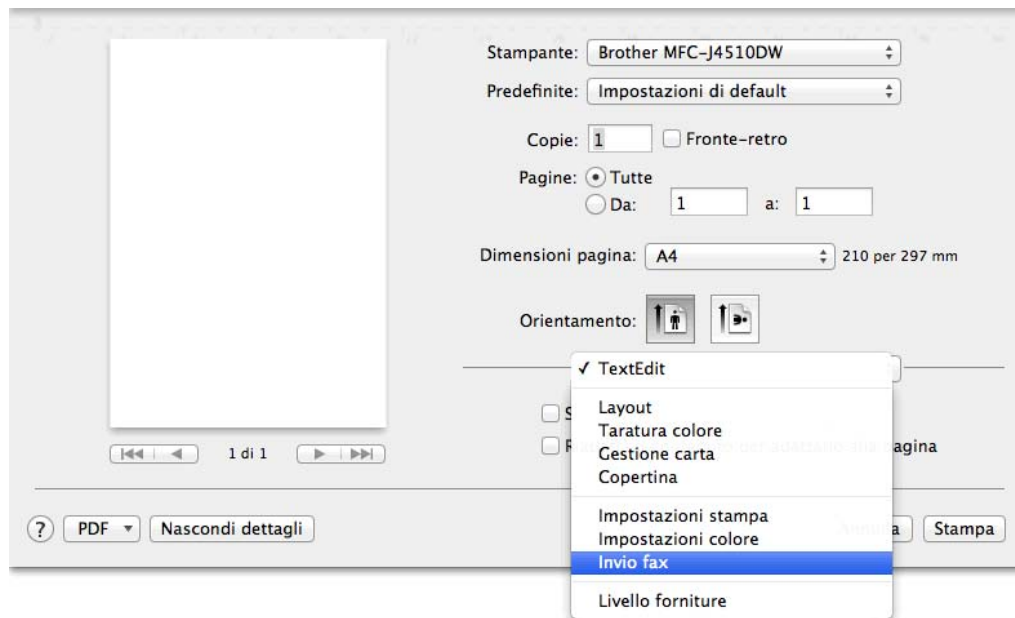 Stampante: Brother MFC-J4510DW
Predefinite: Impostazioni di default
Copie: 1 Fronte-retro
Pagine: Tutte
Da: 1 a: 1
Dimensioni pagina: A4 210 per 297 mm
Orientamento:
✓ TextEdit
Layout
Taratura colore
Gestione carta
Copertina
Impostazioni stampa
Impostazioni colore
Invio fax
Livello forniture
pagina
1 di 1
? PDF Nascondi dettagli Stampa